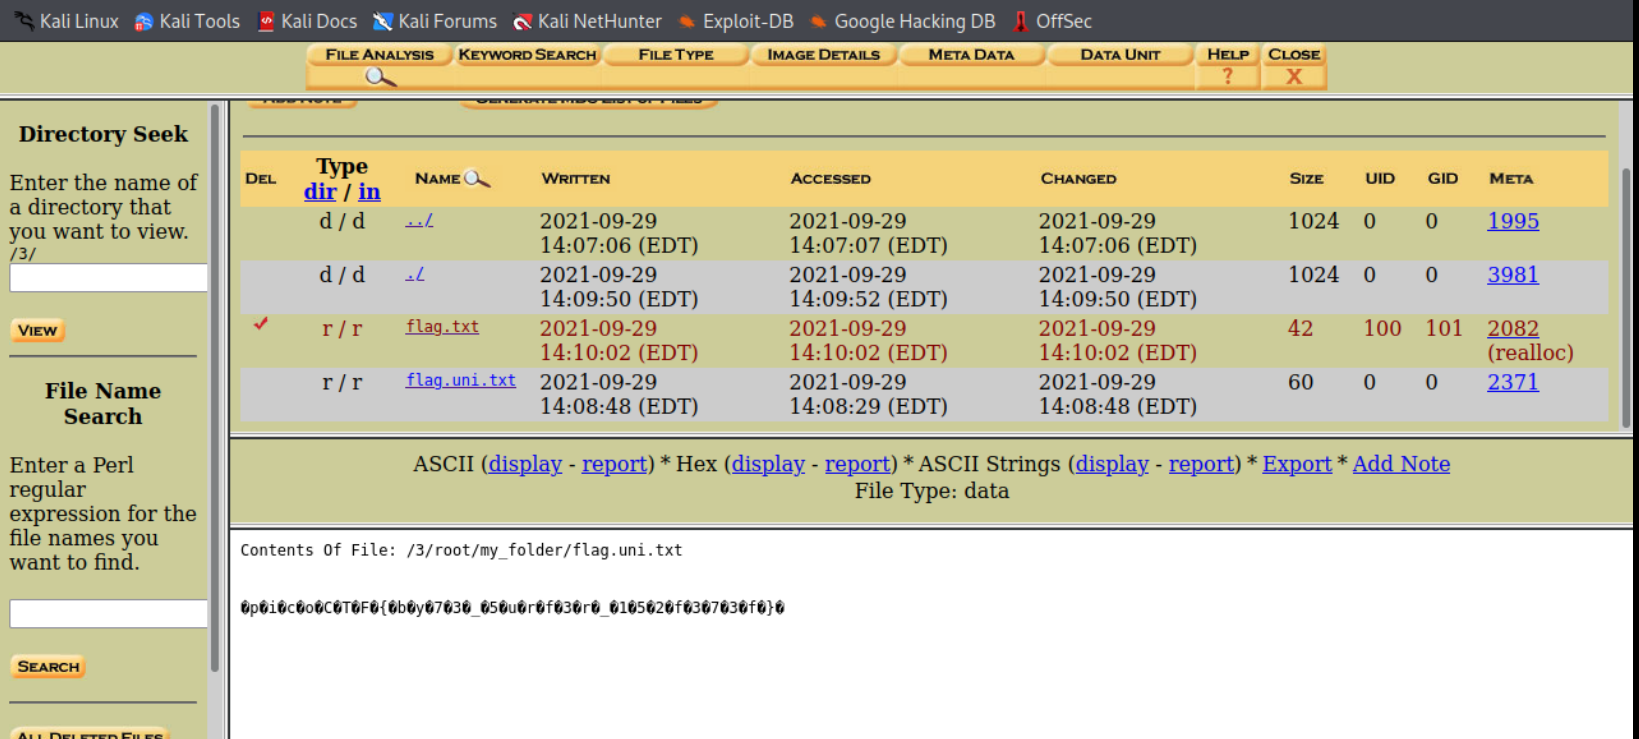 Kali Linux Kali Tools Kali Docs Kali Forums Kali NetHunter Exploit-DB Google Hacking DB OffSec
FILE ANALYSIS KEYWORD SEARCH FILE TYPE IMAGE DETAILS META DATA DATA UNIT HELP CLOSE
? X
ADD NOTE GENERATE MD5 LIST OF FILES
Directory Seek
Enter the name of
a directory that
you want to view.
/3/
VIEW
File Name
Search
Enter a Perl
regular
expression for the
file names you
want to find.
SEARCH
ALL DELETED FILES
DEL Type dir / in NAME WRITTEN ACCESSED CHANGED SIZE UID GID META
d / d ../ 2021-09-29 2021-09-29 2021-09-29 1024 0 0 1995
14:07:06 (EDT) 14:07:07 (EDT) 14:07:06 (EDT)
d / d ./ 2021-09-29 2021-09-29 2021-09-29 1024 0 0 3981
14:09:50 (EDT) 14:09:52 (EDT) 14:09:50 (EDT)
r / r flag.txt 2021-09-29 2021-09-29 2021-09-29 42 100 101 2082
14:10:02 (EDT) 14:10:02 (EDT) 14:10:02 (EDT) (realloc)
r / r flag.uni.txt 2021-09-29 2021-09-29 2021-09-29 60 0 0 2371
14:08:48 (EDT) 14:08:29 (EDT) 14:08:48 (EDT)
ASCII (display - report) * Hex (display - report) * ASCII Strings (display - report) * Export * Add Note
File Type: data
Contents Of File: /3/root/my_folder/flag.uni.txt
�p�i�c�o�C�T�F�{�b�y�7�3�_�5�u�r�f�3�r�_�1�5�2�f�3�7�3�f�}�